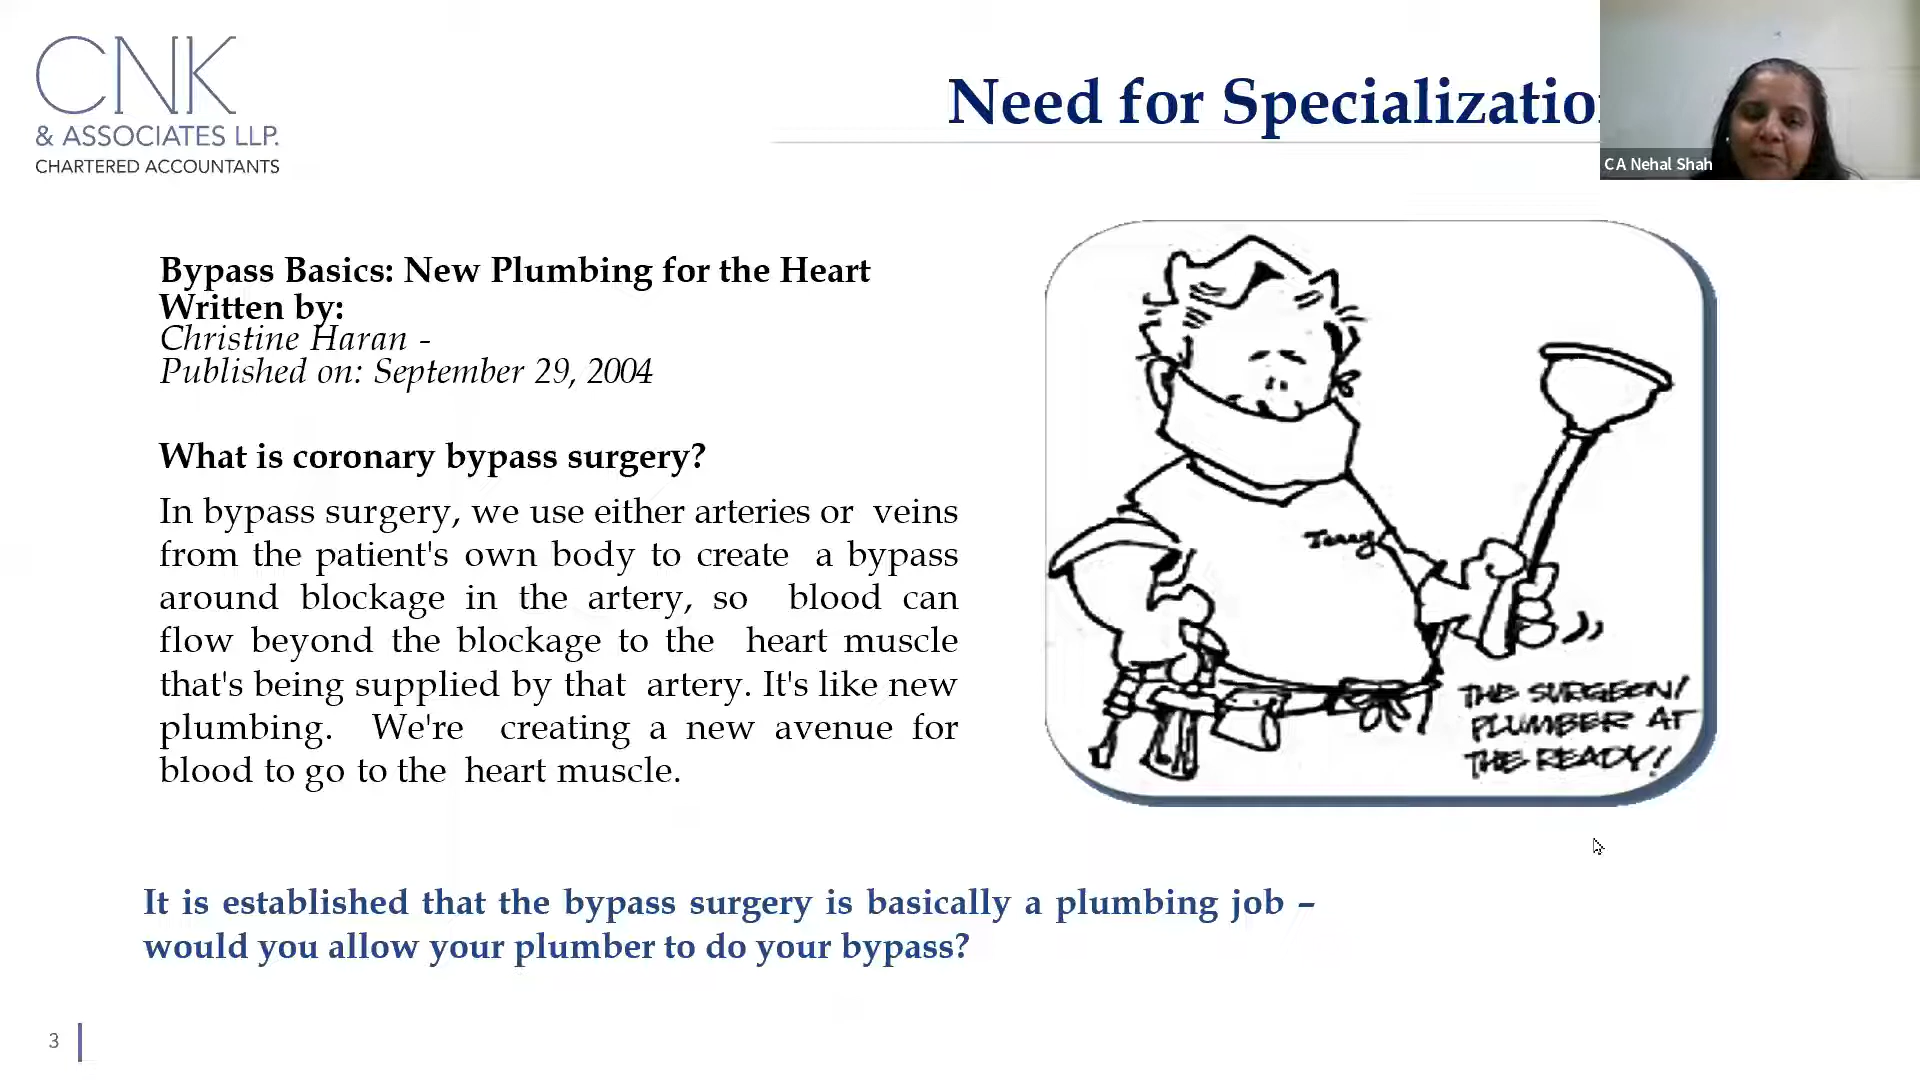 CNK
& ASSOCIATES LLP.
CHARTERED ACCOUNTANTS
Need for Specializatio
C A Nehal Shah
Bypass Basics: New Plumbing for the Heart
Written by:
Christine Haran -
Published on: September 29, 2004
What is coronary bypass surgery?
In bypass surgery, we use either arteries or veins
from the patient's own body to create a bypass
around blockage in the artery, so blood can
flow beyond the blockage to the heart muscle
that's being supplied by that artery. It's like new
plumbing. We're creating a new avenue for
blood to go to the heart muscle.
Terry
THE SURGEON/
PLUMBER AT
THE READY!
It is established that the bypass surgery is basically a plumbing job –
would you allow your plumber to do your bypass?
3